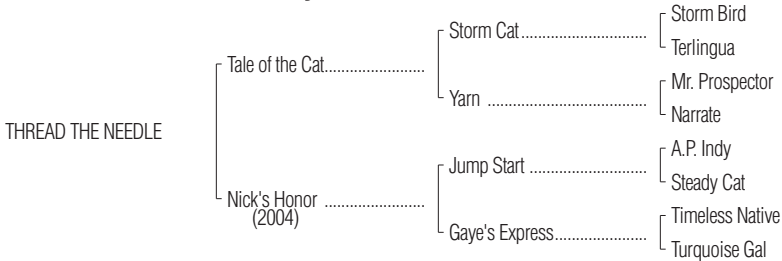 Storm Bird
Storm Cat..............................
Terlingua
Tale of the Cat........................
Mr. Prospector
Yarn ......................................
Narrate
THREAD THE NEEDLE
A.P. Indy
Jump Start ............................
Steady Cat
Nick's Honor ........................
(2004)
Timeless Native
Gaye's Express......................
Turquoise Gal